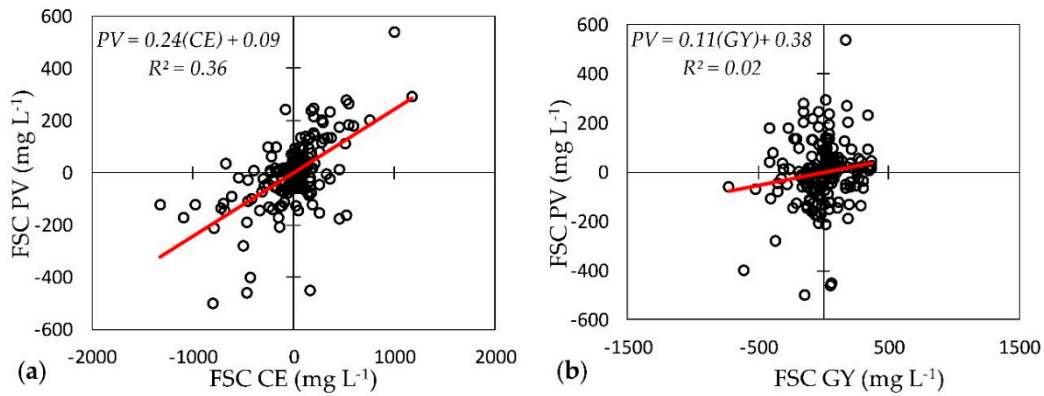 PV = 0.24(CE) + 0.09
R² = 0.36
600
400
200
0
-200
-400
-600
FSC PV (mg L⁻¹)
-2000
-1000
0
1000
2000
(a)
FSC CE (mg L⁻¹)
PV = 0.11(GY)+ 0.38
R² = 0.02
600
400
200
0
-200
-400
-600
FSC PV (mg L⁻¹)
-1500
-500
500
1500
(b)
FSC GY (mg L⁻¹)